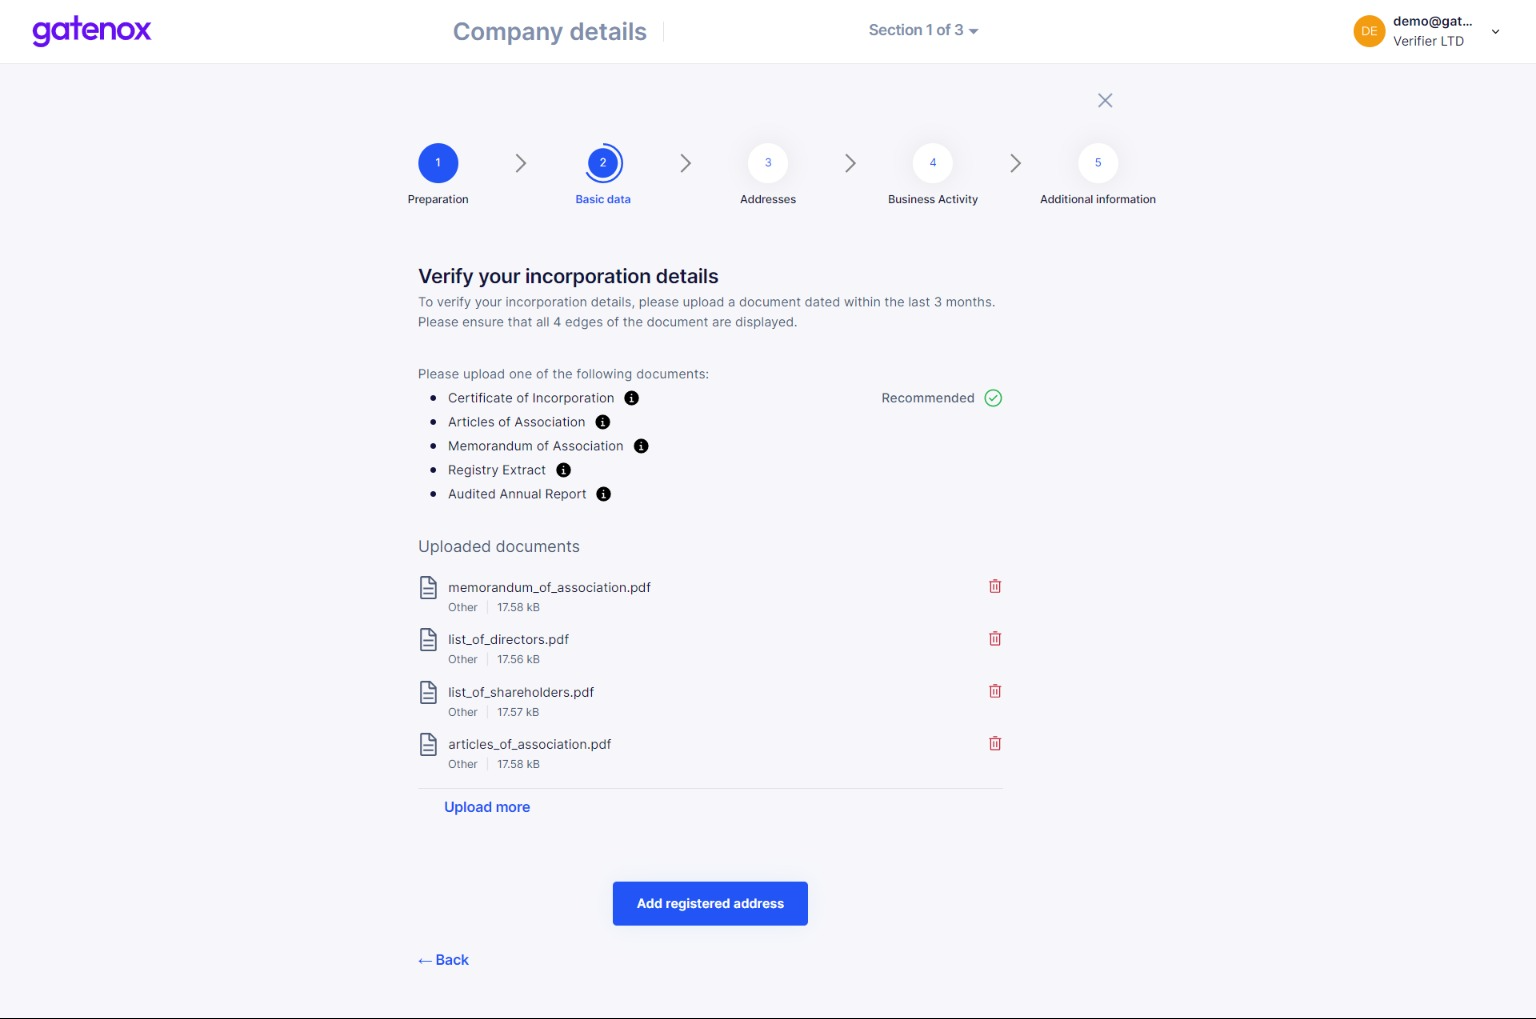 gatenox
Company details
Section 1 of 3
DE
demo@gat...
Verifier LTD
1
2
3
4
5
Preparation
Basic data
Addresses
Business Activity
Additional information
Verify your incorporation details
To verify your incorporation details, please upload a document dated within the last 3 months.
Please ensure that all 4 edges of the document are displayed.
Please upload one of the following documents:
• Certificate of Incorporation
Recommended
• Articles of Association
• Memorandum of Association
• Registry Extract
• Audited Annual Report
Uploaded documents
memorandum_of_association.pdf
Other | 17.58 kB
list_of_directors.pdf
Other | 17.56 kB
list_of_shareholders.pdf
Other | 17.57 kB
articles_of_association.pdf
Other | 17.58 kB
Upload more
Add registered address
← Back